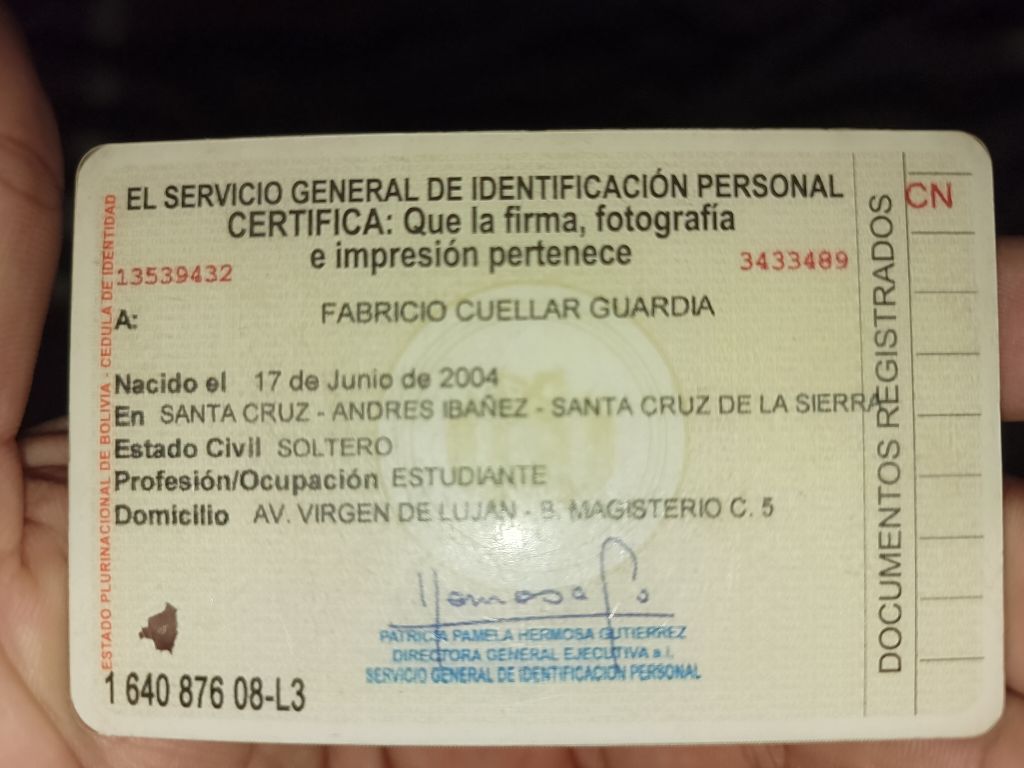 EL SERVICIO GENERAL DE IDENTIFICACIÓN PERSONAL
CERTIFICA: Que la firma, fotografía
e impresión pertenece
13539432
3433489
A: FABRICIO CUELLAR GUARDIA
Nacido el 17 de Junio de 2004
En SANTA CRUZ - ANDRES IBAÑEZ - SANTA CRUZ DE LA SIERRA
Estado Civil SOLTERO
Profesión/Ocupación ESTUDIANTE
Domicilio AV. VIRGEN DE LUJAN - B. MAGISTERIO C. 5
Hermosa
PATRICIA PAMELA HERMOSA GUTIERREZ
DIRECTORA GENERAL EJECUTIVA a.i.
SERVICIO GENERAL DE IDENTIFICACIÓN PERSONAL
1 640 876 08-L3
ESTADO PLURINACIONAL DE BOLIVIA - CEDULA DE IDENTIDAD
DOCUMENTOS REGISTRADOS
CN